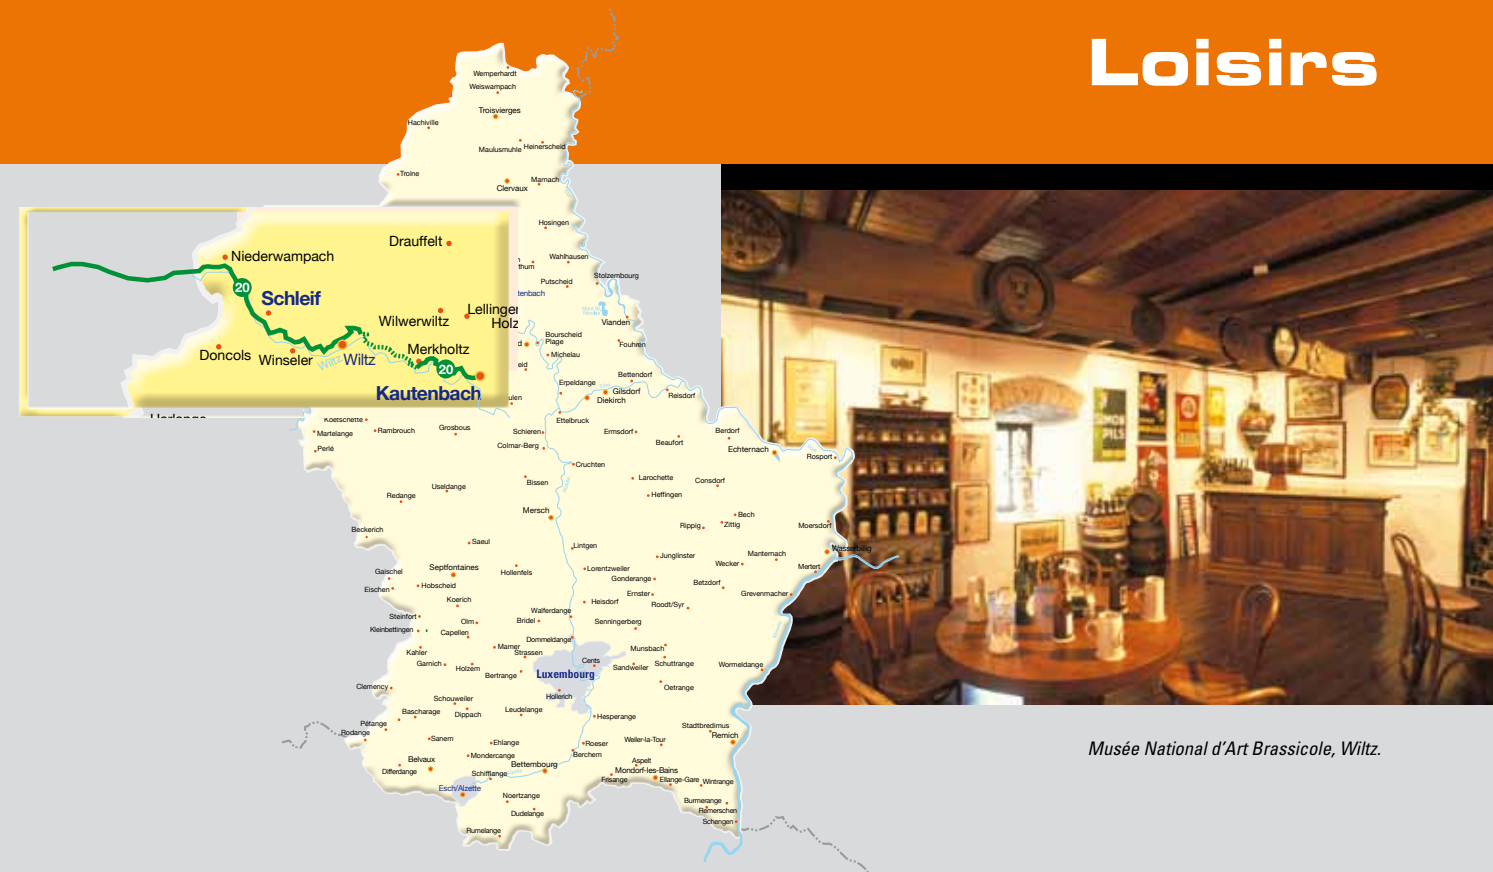 Loisirs
Wemperhardt
Weiswampach
Troisvierges
Hachiville
Maulusmuhle
Heinerscheid
Troine
Marnach
Clervaux
Hosingen
Drauffelt
Niederwampach
Wahlhausen
thum
Stolzembourg
Putscheid
20
Schleif
tenbach
Lellingen
Holz
Wilwerwiltz
Vianden
Bourscheid
Plage
Fouhren
Merkholtz
Michelau
Doncols
Winseler
Wiltz
Wiltz
20
eid
Bettendorf
Erpeldange
Gilsdorf
Diekirch
Reisdorf
Kautenbach
ulen
Harlange
Koetschette
Ettelbruck
Martelange
Rambrouch
Grosbous
Schieren
Ermsdorf
Berdorf
Beaufort
Colmar-Berg
Perlé
Echternach
Rosport
Cruchten
Larochette
Consdorf
Bissen
Useldange
Redange
Heffingen
Mersch
Bech
Rippig
Zittig
Moersdorf
Beckerich
Saeul
Lintgen
Wasserbillig
Junglinster
Manternach
Wecker
Mertert
Septfontaines
Hollenfels
Lorentzweiler
Gaischel
Gonderange
Betzdorf
Eischen
Hobscheid
Ernster
Grevenmacher
Koerich
Heisdorf
Roodt/Syr
Walferdange
Steinfort
Olm
Bridel
Senningerberg
Kleinbettingen
Capellen
Dommeldange
Kahler
Mamer
Strassen
Munsbach
Garnich
Holzem
Cents
Sandweiler
Schuttrange
Wormeldange
Bertrange
Luxembourg
Clemency
Oetrange
Hollerich
Schouweiler
Bascharage
Dippach
Leudelange
Hesperange
Pétange
Rodange
Stadtbredimus
Remich
Sanem
Ehlange
Roeser
Weiler-la-Tour
Mondercange
Berchem
Belvaux
Differdange
Schifflange
Bettembourg
Aspelt
Mondorf-les-Bains
Frisange
Ellange-Gare
Wintrange
Esch/Alzette
Noertzange
Burmerange
Remerschen
Dudelange
Schengen
Rumelange
Musée National d'Art Brassicole, Wiltz.